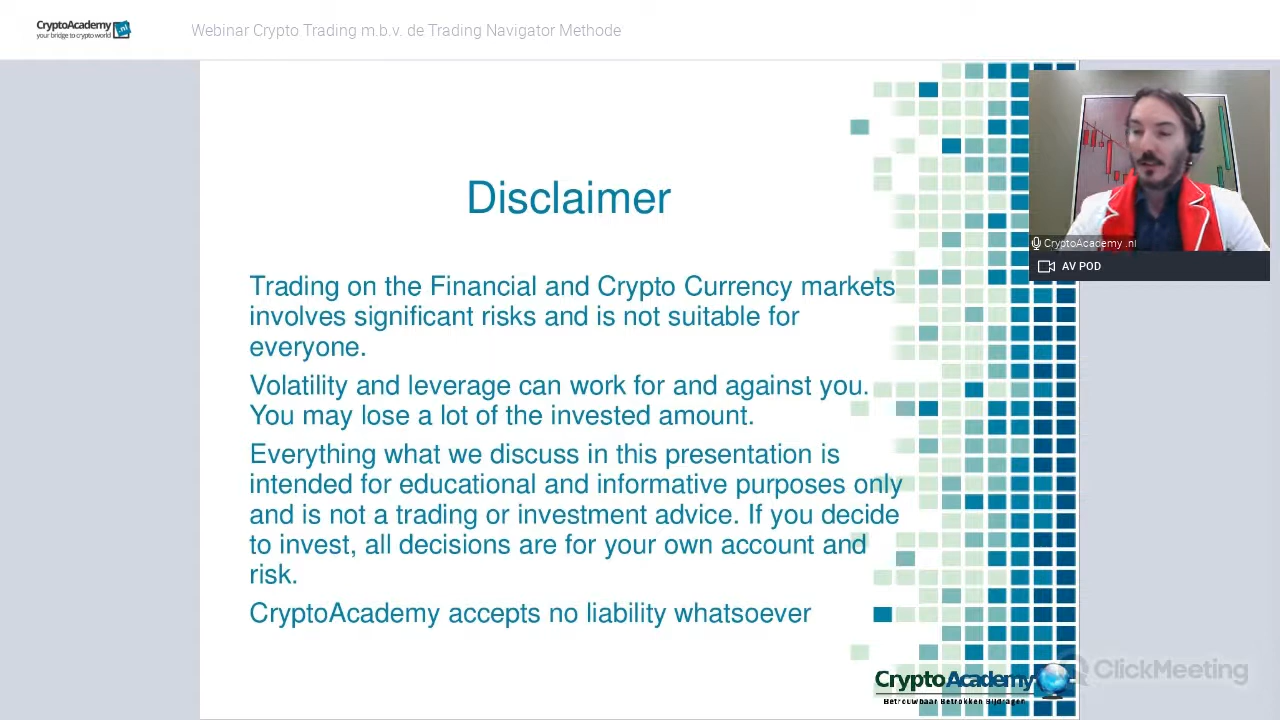 CryptoAcademy
.nl
your bridge to crypto world
Webinar Crypto Trading m.b.v. de Trading Navigator Methode
Disclaimer
Trading on the Financial and Crypto Currency markets
involves significant risks and is not suitable for
everyone.
Volatility and leverage can work for and against you.
You may lose a lot of the invested amount.
Everything what we discuss in this presentation is
intended for educational and informative purposes only
and is not a trading or investment advice. If you decide
to invest, all decisions are for your own account and
risk.
CryptoAcademy accepts no liability whatsoever
CryptoAcademy .nl
AV POD
CryptoAcademy
Betrouwbaar Betrokken Bijdragen
ClickMeeting